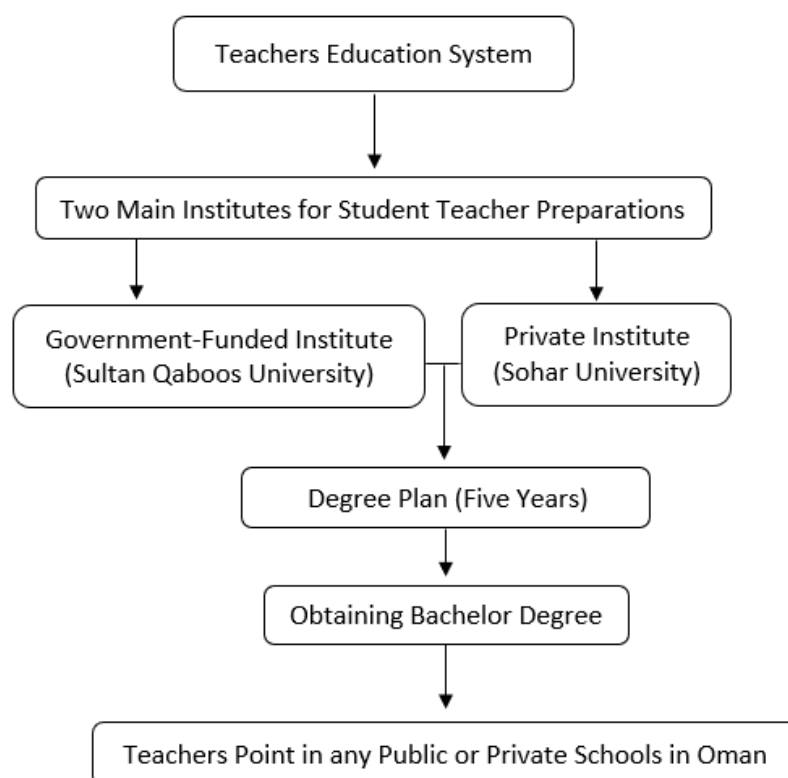 Teachers Education System
Two Main Institutes for Student Teacher Preparations
Government-Funded Institute
(Sultan Qaboos University)
Private Institute
(Sohar University)
Degree Plan (Five Years)
Obtaining Bachelor Degree
Teachers Point in any Public or Private Schools in Oman